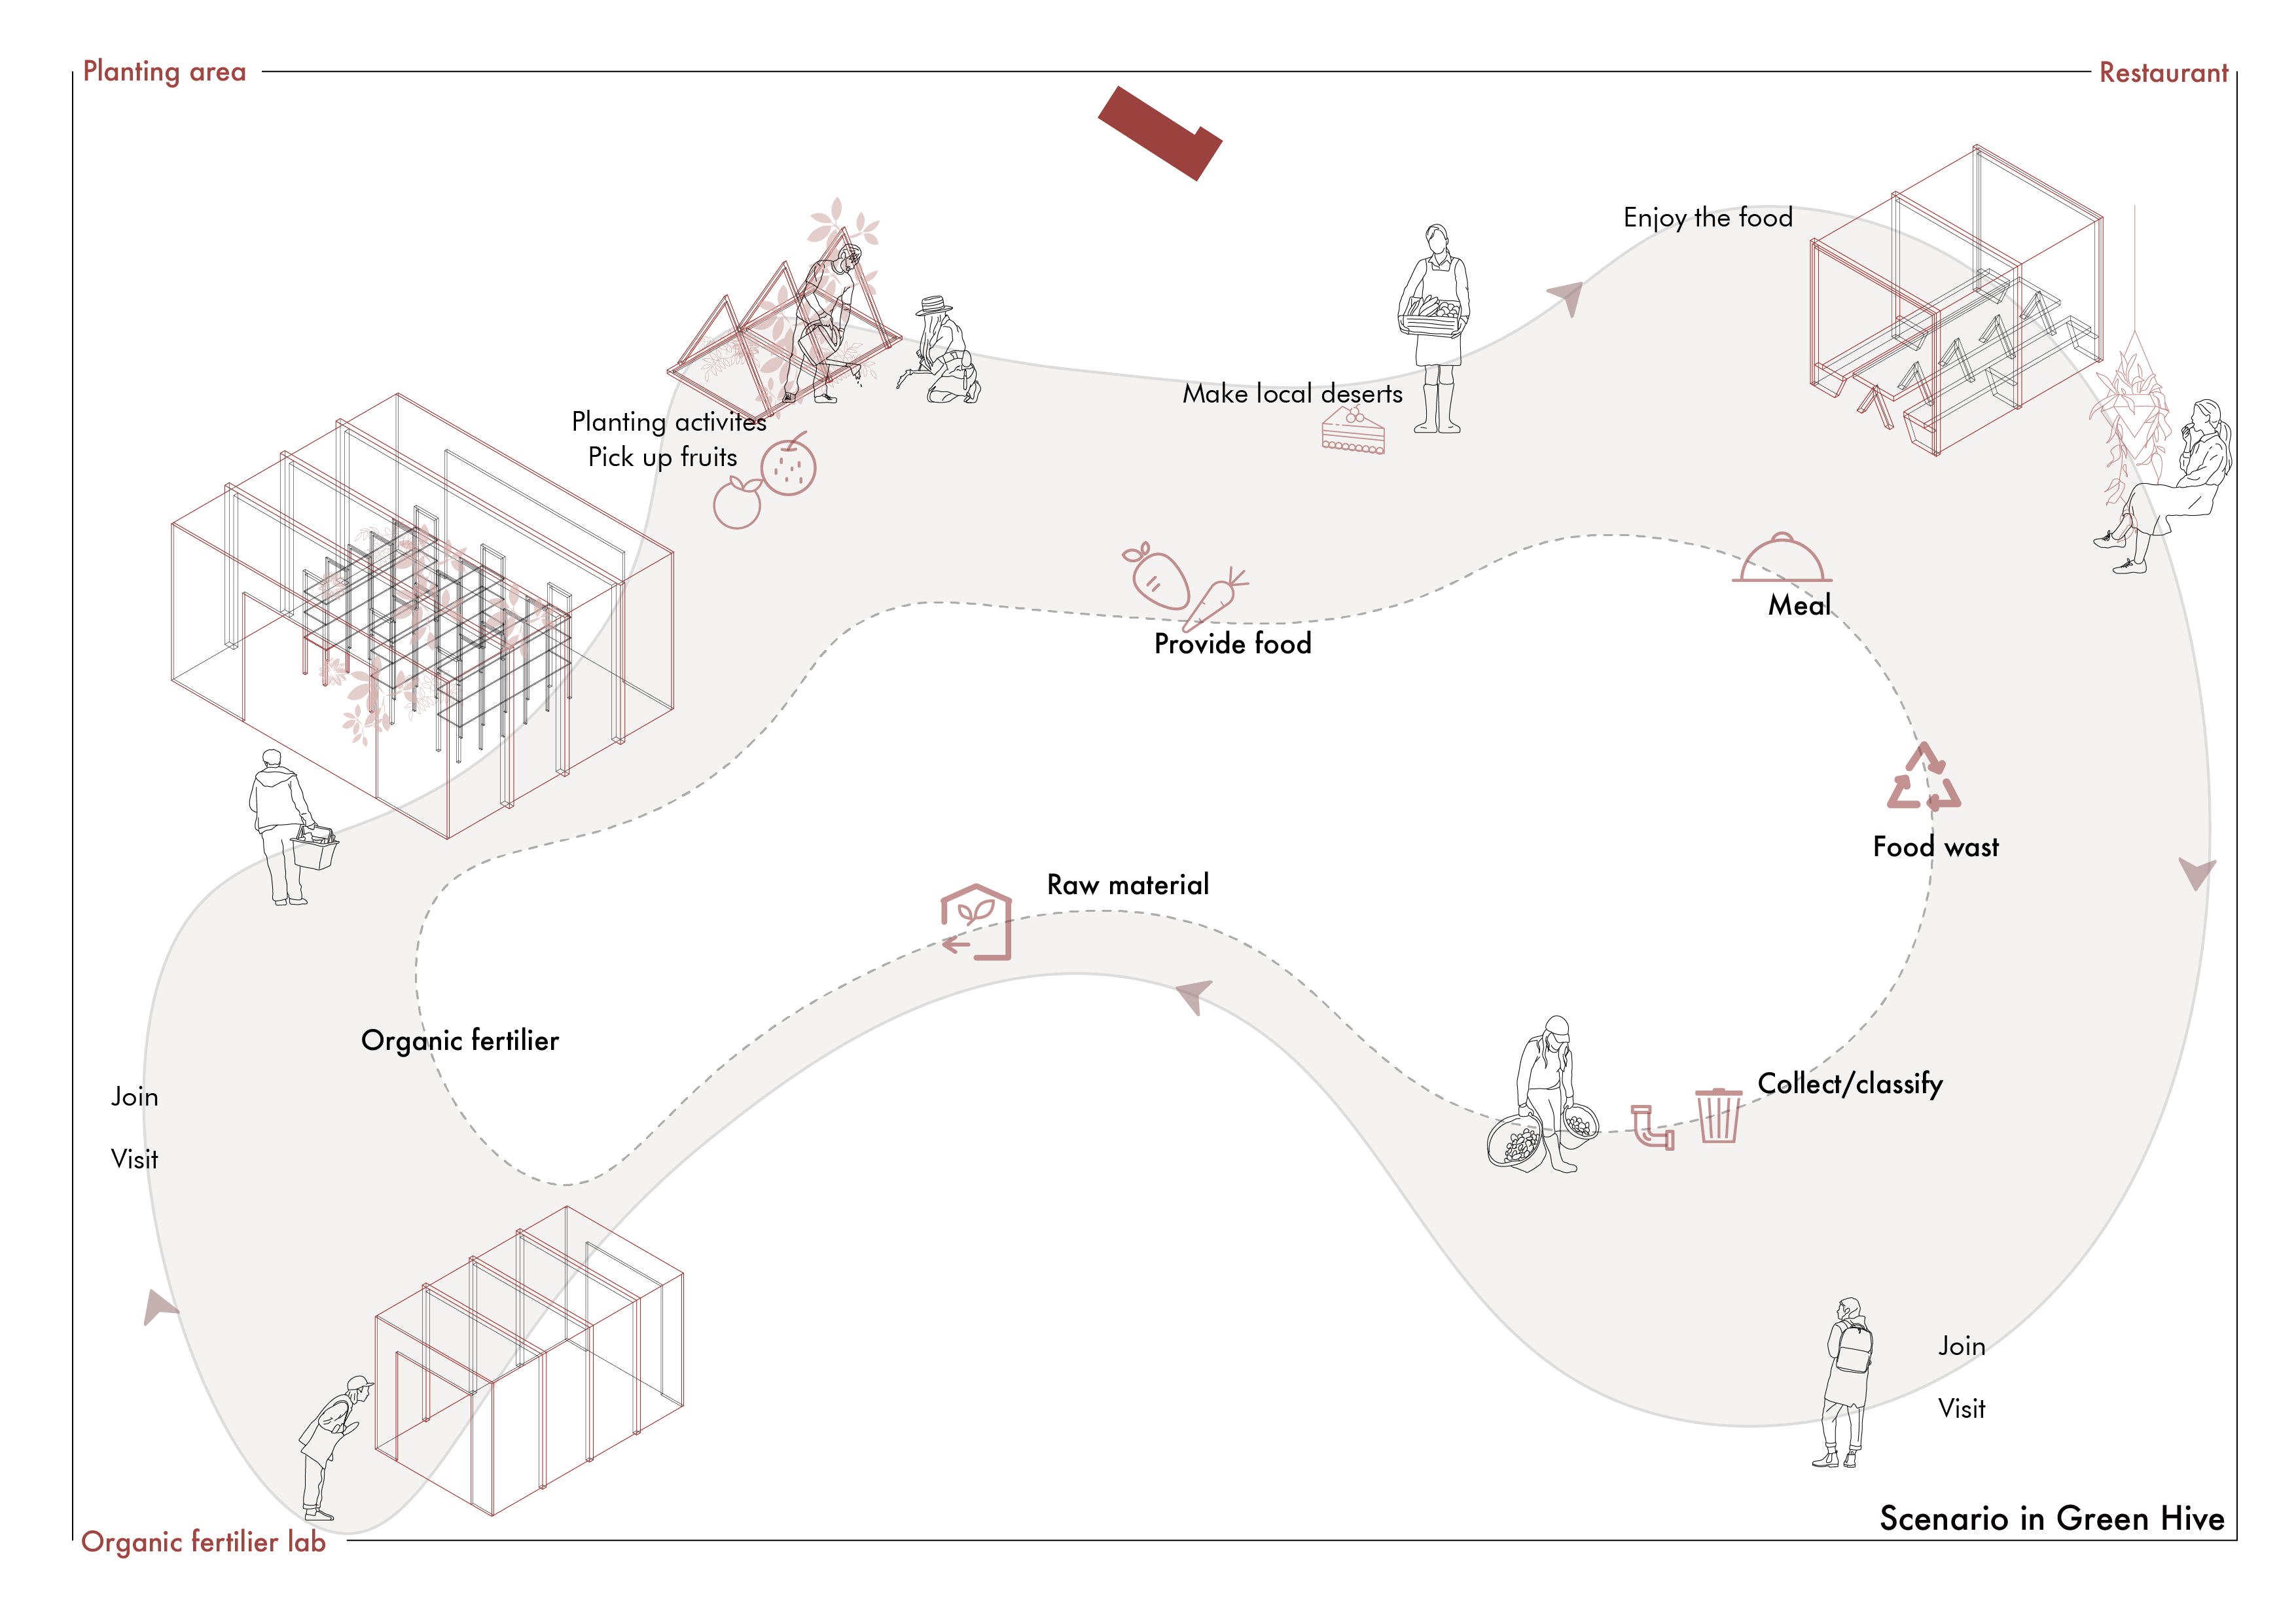 Planting area
Restaurant
Enjoy the food
Make local deserts
Planting activites
Pick up fruits
Meal
Provide food
Food wast
Raw material
Organic fertilier
Collect/classify
Join
Visit
Join
Visit
Scenario in Green Hive
Organic fertilier lab